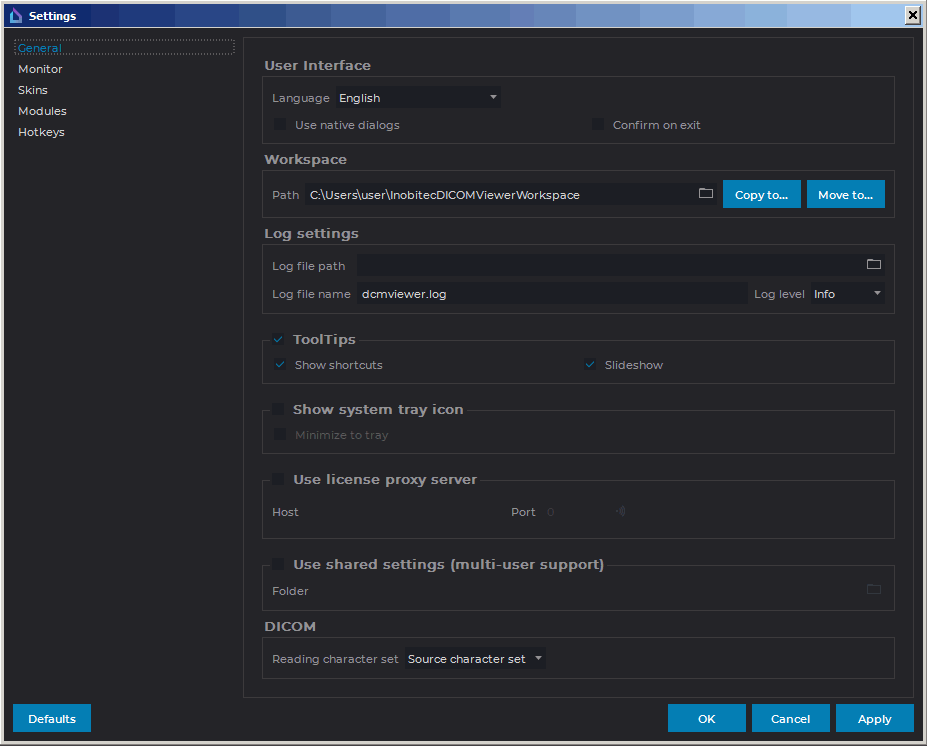 Settings
General
Monitor
Skins
Modules
Hotkeys
User Interface
Language English
Use native dialogs Confirm on exit
Workspace
Path C:\Users\user\InobitecDICOMViewerWorkspace Copy to... Move to...
Log settings
Log file path
Log file name dcmviewer.log Log level Info
ToolTips
Show shortcuts Slideshow
Show system tray icon
Minimize to tray
Use license proxy server
Host Port 0
Use shared settings (multi-user support)
Folder
DICOM
Reading character set Source character set
Defaults OK Cancel Apply